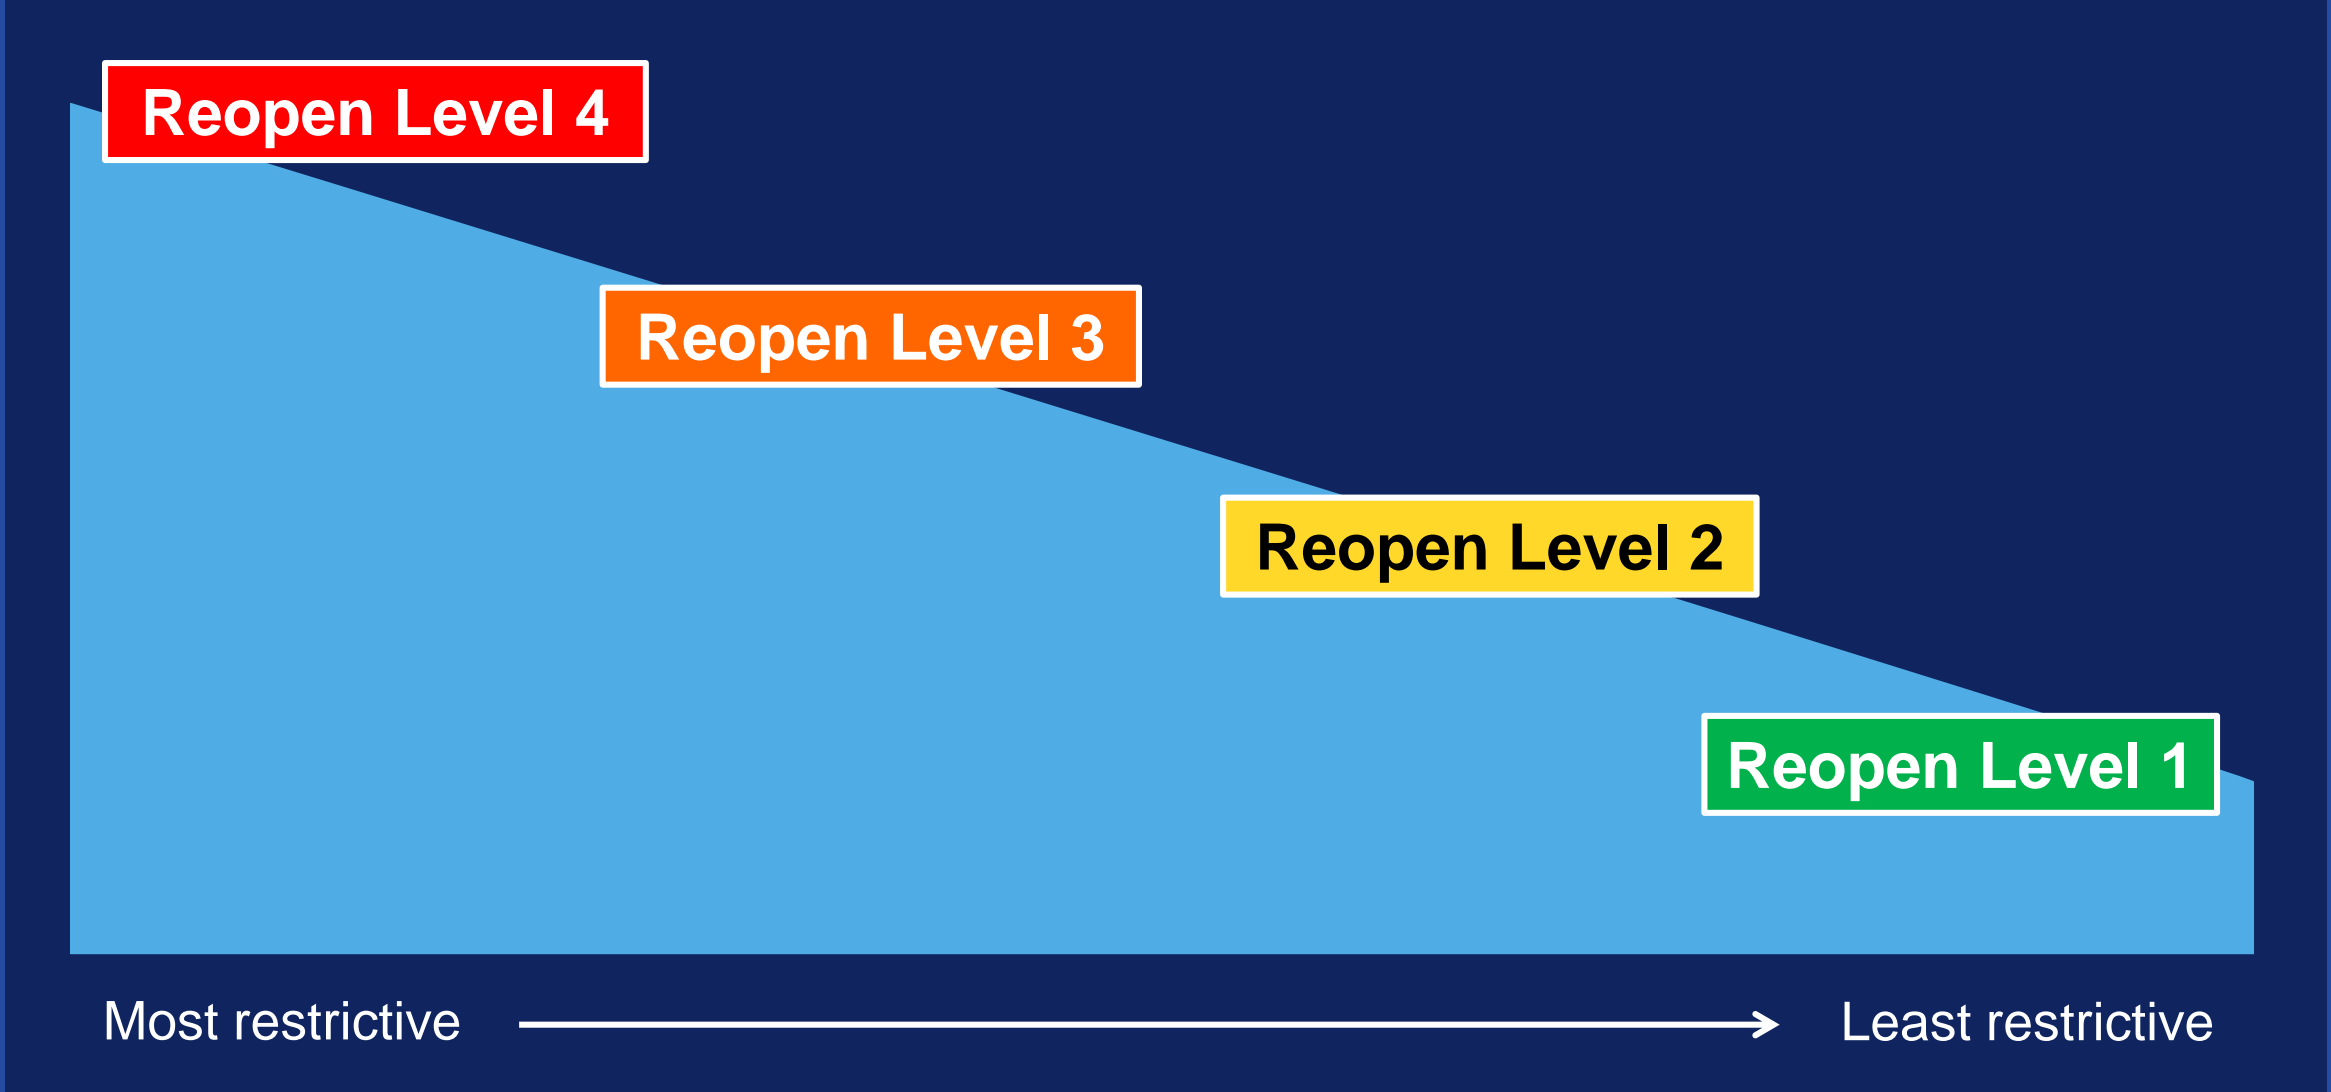 Reopen Level 4
Reopen Level 3
Reopen Level 2
Reopen Level 1
Most restrictive
Least restrictive